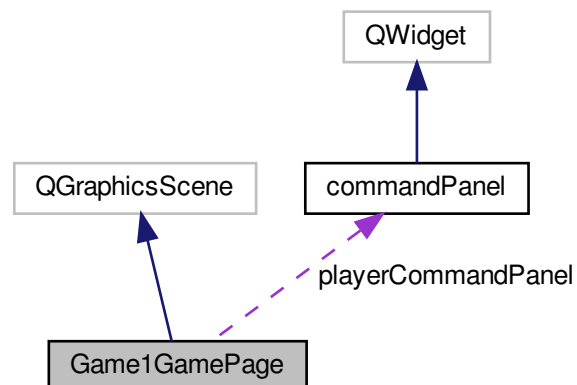 QWidget
QGraphicsScene
commandPanel
playerCommandPanel
Game1GamePage